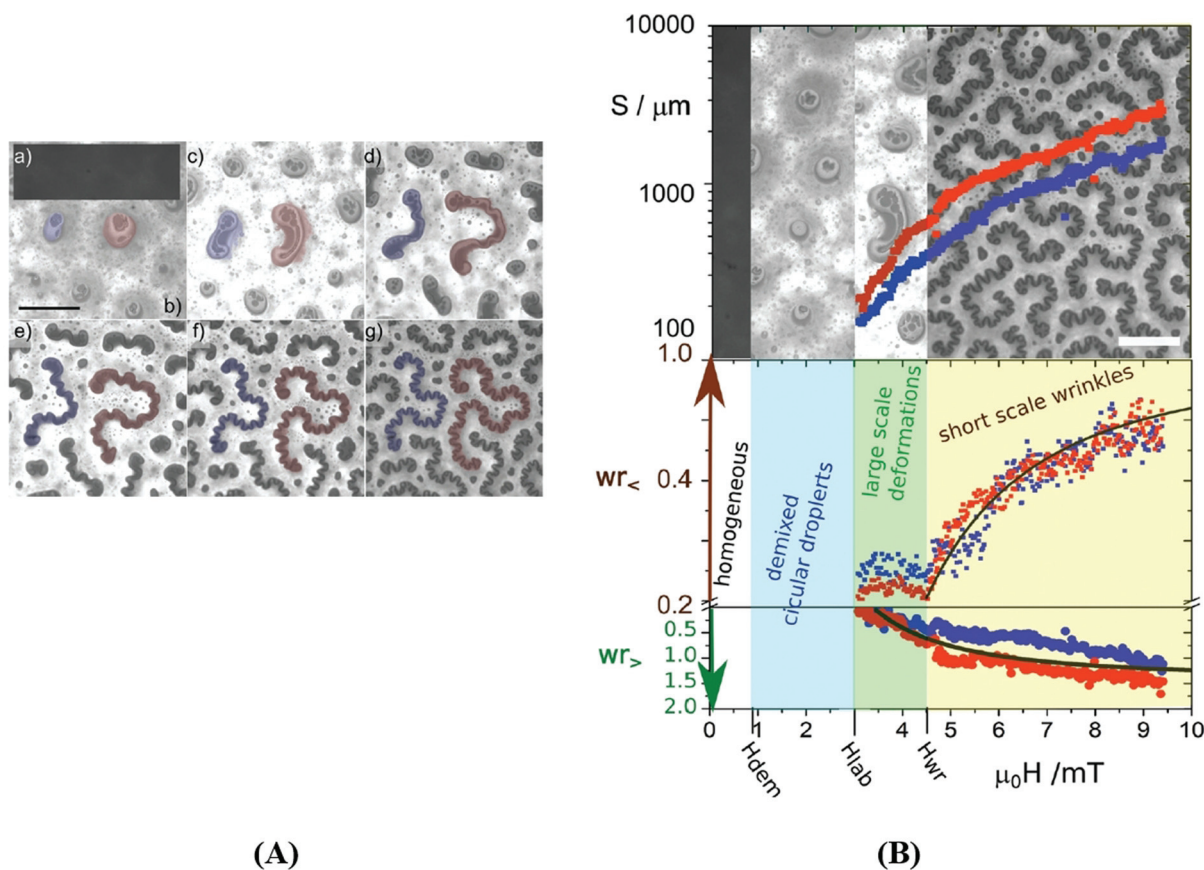 a)
b)
c)
d)
e)
f)
g)
(A)
10000
S / μm
1000
100
1.0
wr<
0.4
0.2
0.5
wr>
1.0
1.5
2.0
homogeneous
demixed
cicular droplerts
large scale
deformations
short scale wrinkles
0 1 2 4 5 6 7 8 9 10
Hdem
Hlab
Hwr
μ0H /mT
(B)